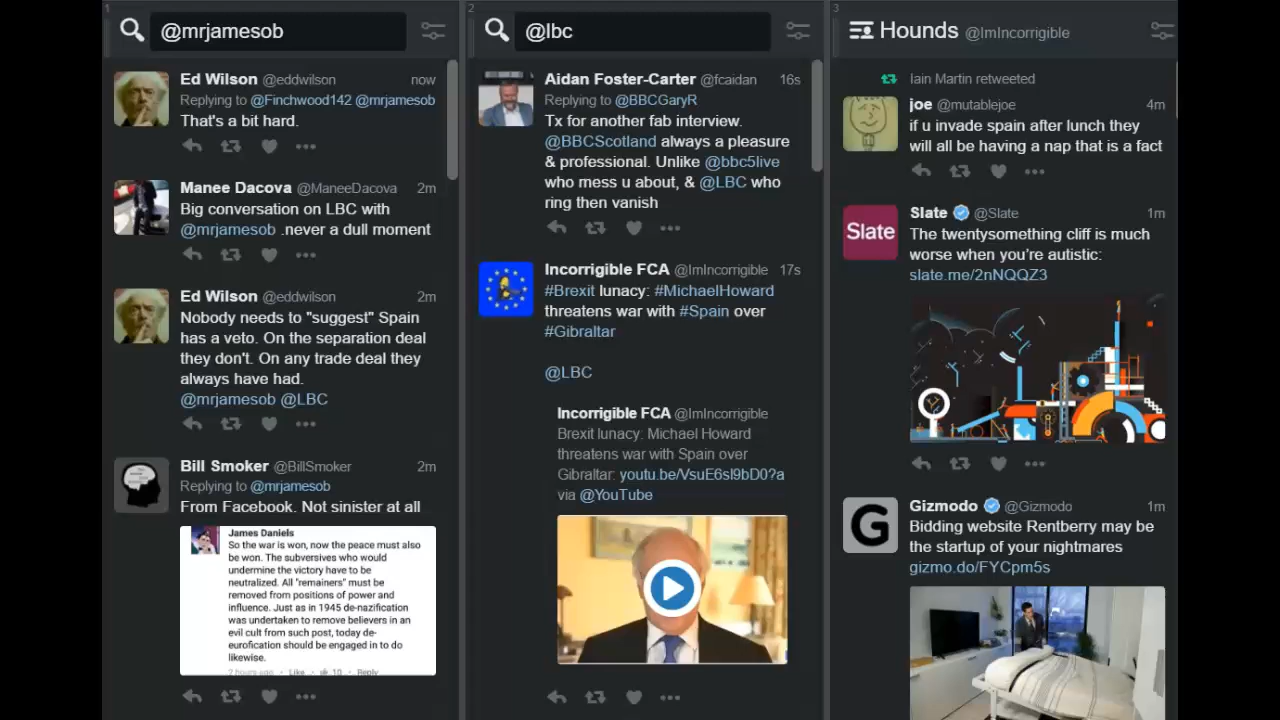 1
@mrjamesob
Ed Wilson @eddwilson now
Replying to @Finchwood142 @mrjamesob
That's a bit hard.
Manee Dacova @ManeeDacova 2m
Big conversation on LBC with
@mrjamesob .never a dull moment
Ed Wilson @eddwilson 2m
Nobody needs to "suggest" Spain
has a veto. On the separation deal
they don't. On any trade deal they
always have had.
@mrjamesob @LBC
Bill Smoker @BillSmoker 2m
Replying to @mrjamesob
From Facebook. Not sinister at all
James Daniels
So the war is won, now the peace must also
be won. The subversives who would
undermine the victory have to be
neutralized. All "remainers" must be
removed from positions of power and
influence. Just as in 1945 de-nazification
was undertaken to remove believers in an
evil cult from such post, today de-
eurofication should be engaged in to do
likewise.
2 hours ago · Like · 10 · Reply
2
@lbc
Aidan Foster-Carter @fcaidan 16s
Replying to @BBCGaryR
Tx for another fab interview.
@BBCScotland always a pleasure
& professional. Unlike @bbc5live
who mess u about, & @LBC who
ring then vanish
Incorrigible FCA @ImIncorrigible 17s
#Brexit lunacy: #MichaelHoward
threatens war with #Spain over
#Gibraltar
@LBC
Incorrigible FCA @ImIncorrigible
Brexit lunacy: Michael Howard
threatens war with Spain over
Gibraltar: youtu.be/VsuE6sl9bD0?a
via @YouTube
3
Hounds @ImIncorrigible
Iain Martin retweeted
joe @mutablejoe 4m
if u invade spain after lunch they
will all be having a nap that is a fact
Slate @Slate 1m
Slate
The twentysomething cliff is much
worse when you're autistic:
slate.me/2nNQQZ3
Gizmodo @Gizmodo 1m
G
Bidding website Rentberry may be
the startup of your nightmares
gizmo.do/FYCpm5s